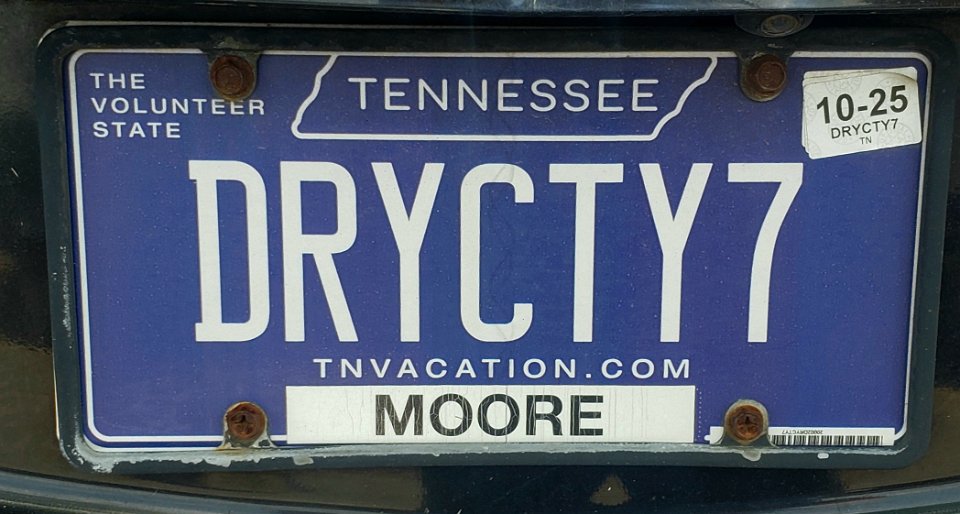 THE
VOLUNTEER
STATE
TENNESSEE
10-25
DRYCTY7
TN
DRYCTY7
TNVACATION.COM
MOORE